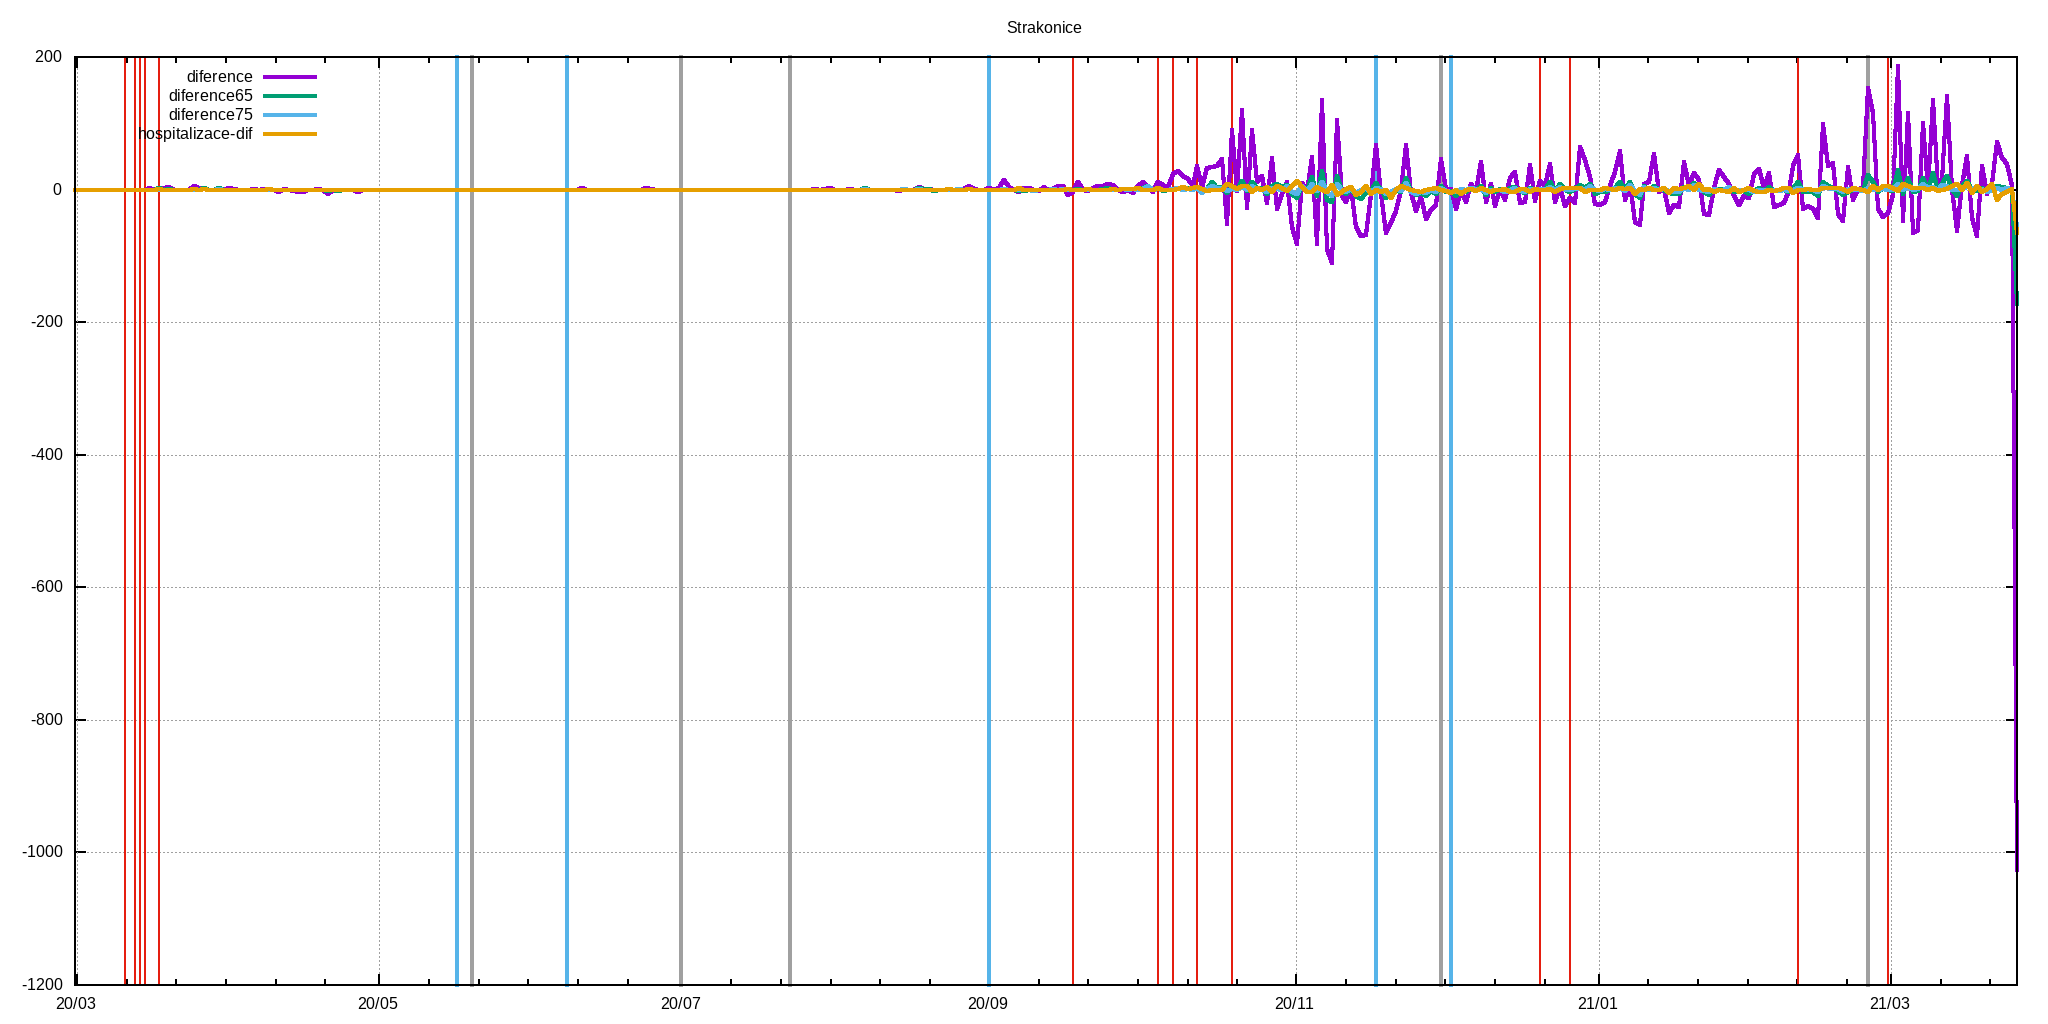 Strakonice
200
diference
diference65
diference75
hospitalizace-dif
0
-200
-400
-600
-800
-1000
-1200
20/03 20/05 20/07 20/09 20/11 21/01 21/03